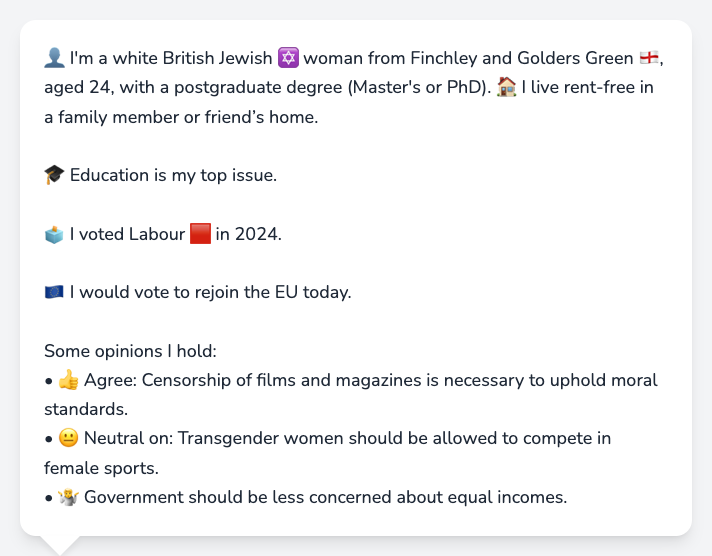 👤 I'm a white British Jewish 🔯 woman from Finchley and Golders Green 🏴󠁧󠁢󠁥󠁮󠁧󠁿,
aged 24, with a postgraduate degree (Master's or PhD). 🏠 I live rent-free in
a family member or friend’s home.
🎓 Education is my top issue.
🗳️ I voted Labour 🟥 in 2024.
🇪🇺 I would vote to rejoin the EU today.
Some opinions I hold:
• 👍 Agree: Censorship of films and magazines is necessary to uphold moral
standards.
• 😐 Neutral on: Transgender women should be allowed to compete in
female sports.
• 🤷 Government should be less concerned about equal incomes.